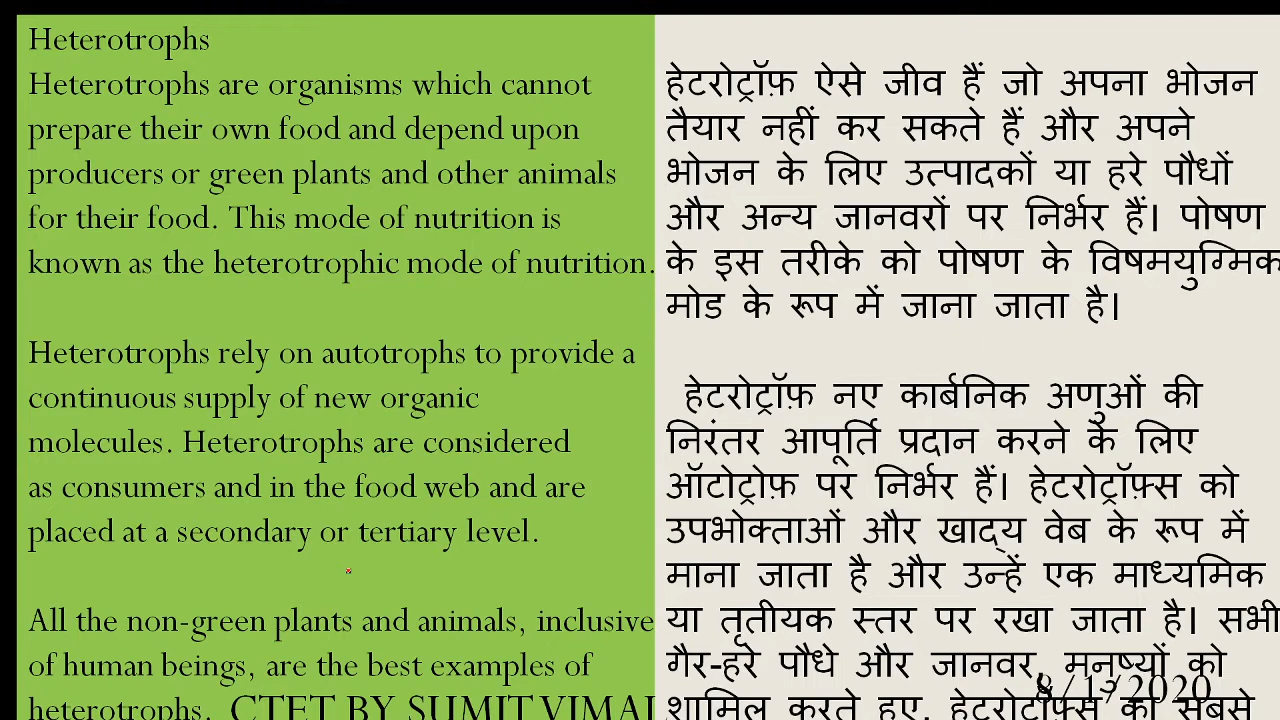 Heterotrophs
Heterotrophs are organisms which cannot
prepare their own food and depend upon
producers or green plants and other animals
for their food. This mode of nutrition is
known as the heterotrophic mode of nutrition.
Heterotrophs rely on autotrophs to provide a
continuous supply of new organic
molecules. Heterotrophs are considered
as consumers and in the food web and are
placed at a secondary or tertiary level.
All the non-green plants and animals, inclusive
of human beings, are the best examples of
heterotrophs.
हेटरोट्रॉफ़ ऐसे जीव हैं जो अपना भोजन
तैयार नहीं कर सकते हैं और अपने
भोजन के लिए उत्पादकों या हरे पौधों
और अन्य जानवरों पर निर्भर हैं। पोषण
के इस तरीके को पोषण के विषमयुग्मिक
मोड के रूप में जाना जाता है।
हेटरोट्रॉफ़ नए कार्बनिक अणुओं की
निरंतर आपूर्ति प्रदान करने के लिए
ऑटोट्रोफ़ पर निर्भर हैं। हेटरोट्रॉफ़्स को
उपभोक्ताओं और खाद्य वेब के रूप में
माना जाता है और उन्हें एक माध्यमिक
या तृतीयक स्तर पर रखा जाता है। सभी
गैर-हरे पौधे और जानवर, मनुष्यों को
शामिल करते हुए, हेटरोट्रॉफ़्स के सबसे
CTET BY SUMIT VIMAL
8/13/2020